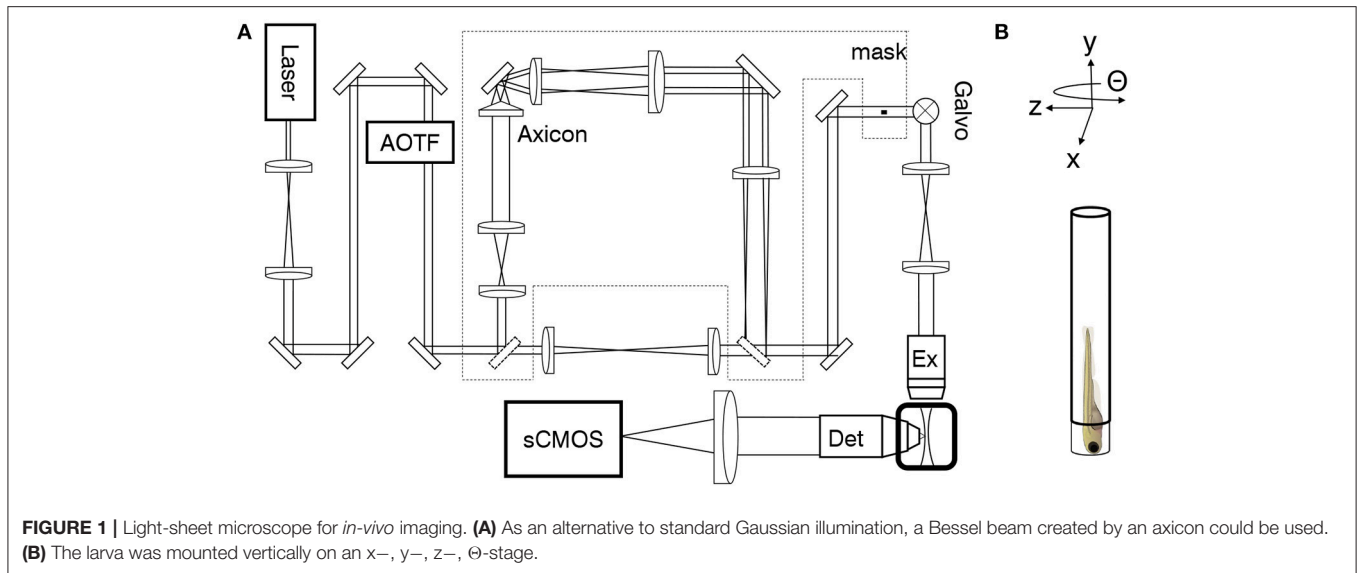 A
Laser
AOTF
Axicon
mask
Galvo
Ex
Det
sCMOS
B
y
Θ
z
x
FIGURE 1 | Light-sheet microscope for in-vivo imaging. (A) As an alternative to standard Gaussian illumination, a Bessel beam created by an axicon could be used.
(B) The larva was mounted vertically on an x−, y−, z−, Θ-stage.